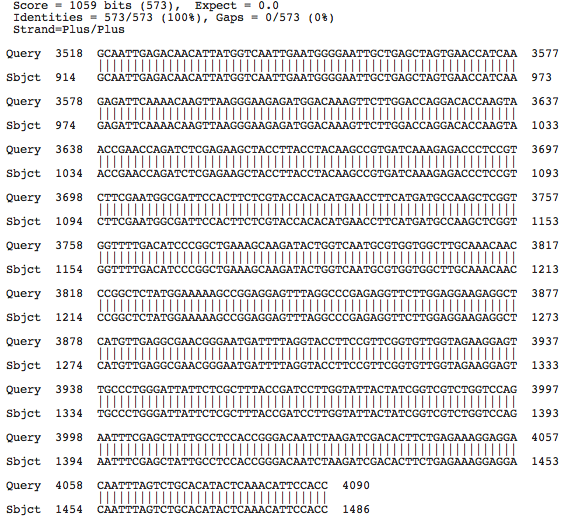 Score = 1059 bits (573), Expect = 0.0
Identities = 573/573 (100%), Gaps = 0/573 (0%)
Strand=Plus/Plus
Query 3518 GCAATTGAGACAACATTATGGTCAATTGAATGGGGAATTGCTGAGCTAGTGAACCATCAA 3577
||||||||||||||||||||||||||||||||||||||||||||||||||||||||||||
Sbjct 914 GCAATTGAGACAACATTATGGTCAATTGAATGGGGAATTGCTGAGCTAGTGAACCATCAA 973
Query 3578 GAGATTCAAAACAAGTTAAGGGAAGAGATGGACAAAGTTCTTGGACCAGGACACCAAGTA 3637
||||||||||||||||||||||||||||||||||||||||||||||||||||||||||||
Sbjct 974 GAGATTCAAAACAAGTTAAGGGAAGAGATGGACAAAGTTCTTGGACCAGGACACCAAGTA 1033
Query 3638 ACCGAACCAGATCTCGAGAAGCTACCTTACCTACAAGCCGTGATCAAAGAGACCCTCCGT 3697
||||||||||||||||||||||||||||||||||||||||||||||||||||||||||||
Sbjct 1034 ACCGAACCAGATCTCGAGAAGCTACCTTACCTACAAGCCGTGATCAAAGAGACCCTCCGT 1093
Query 3698 CTTCGAATGGCGATTCCACTTCTCGTACCACACATGAACCTTCATGATGCCAAGCTCGGT 3757
||||||||||||||||||||||||||||||||||||||||||||||||||||||||||||
Sbjct 1094 CTTCGAATGGCGATTCCACTTCTCGTACCACACATGAACCTTCATGATGCCAAGCTCGGT 1153
Query 3758 GGTTTTGACATCCCGGCTGAAAGCAAGATACTGGTCAATGCGTGGTGGCTTGCAAACAAC 3817
||||||||||||||||||||||||||||||||||||||||||||||||||||||||||||
Sbjct 1154 GGTTTTGACATCCCGGCTGAAAGCAAGATACTGGTCAATGCGTGGTGGCTTGCAAACAAC 1213
Query 3818 CCGGCTCTATGGAAAAAGCCGGAGGAGTTTAGGCCCGAGAGGTTCTTGGAGGAAGAGGCT 3877
||||||||||||||||||||||||||||||||||||||||||||||||||||||||||||
Sbjct 1214 CCGGCTCTATGGAAAAAGCCGGAGGAGTTTAGGCCCGAGAGGTTCTTGGAGGAAGAGGCT 1273
Query 3878 CATGTTGAGGCGAACGGGAATGATTTTAGGTACCTTCCGTTCGGTGTTGGTAGAAGGAGT 3937
||||||||||||||||||||||||||||||||||||||||||||||||||||||||||||
Sbjct 1274 CATGTTGAGGCGAACGGGAATGATTTTAGGTACCTTCCGTTCGGTGTTGGTAGAAGGAGT 1333
Query 3938 TGCCCTGGGATTATTCTCGCTTTACCGATCCTTGGTATTACTATCGGTCGTCTGGTCCAG 3997
||||||||||||||||||||||||||||||||||||||||||||||||||||||||||||
Sbjct 1334 TGCCCTGGGATTATTCTCGCTTTACCGATCCTTGGTATTACTATCGGTCGTCTGGTCCAG 1393
Query 3998 AATTTCGAGCTATTGCCTCCACCGGGACAATCTAAGATCGACACTTCTGAGAAAGGAGGA 4057
||||||||||||||||||||||||||||||||||||||||||||||||||||||||||||
Sbjct 1394 AATTTCGAGCTATTGCCTCCACCGGGACAATCTAAGATCGACACTTCTGAGAAAGGAGGA 1453
Query 4058 CAATTTAGTCTGCACATACTCAAACATTCCACC 4090
|||||||||||||||||||||||||||||||||
Sbjct 1454 CAATTTAGTCTGCACATACTCAAACATTCCACC 1486